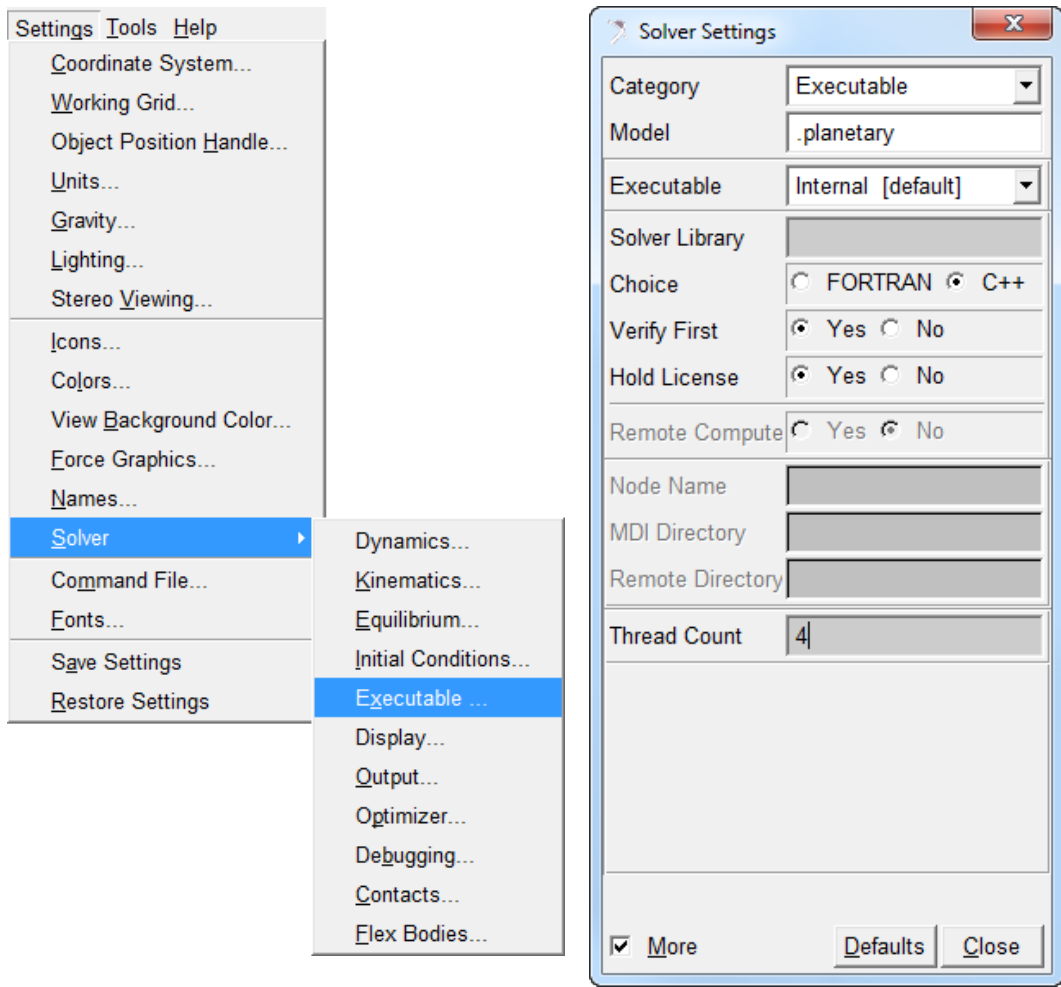 Settings Tools Help
Coordinate System...
Working Grid...
Object Position Handle...
Units...
Gravity...
Lighting...
Stereo Viewing...
Icons...
Colors...
View Background Color...
Force Graphics...
Names...
Solver
Command File...
Fonts...
Save Settings
Restore Settings
Dynamics...
Kinematics...
Equilibrium...
Initial Conditions...
Executable ...
Display...
Output...
Optimizer...
Debugging...
Contacts...
Flex Bodies...
Solver Settings
Category Executable
Model .planetary
Executable Internal [default]
Solver Library
Choice FORTRAN C++
Verify First Yes No
Hold License Yes No
Remote Compute Yes No
Node Name
MDI Directory
Remote Directory
Thread Count 4
More Defaults Close